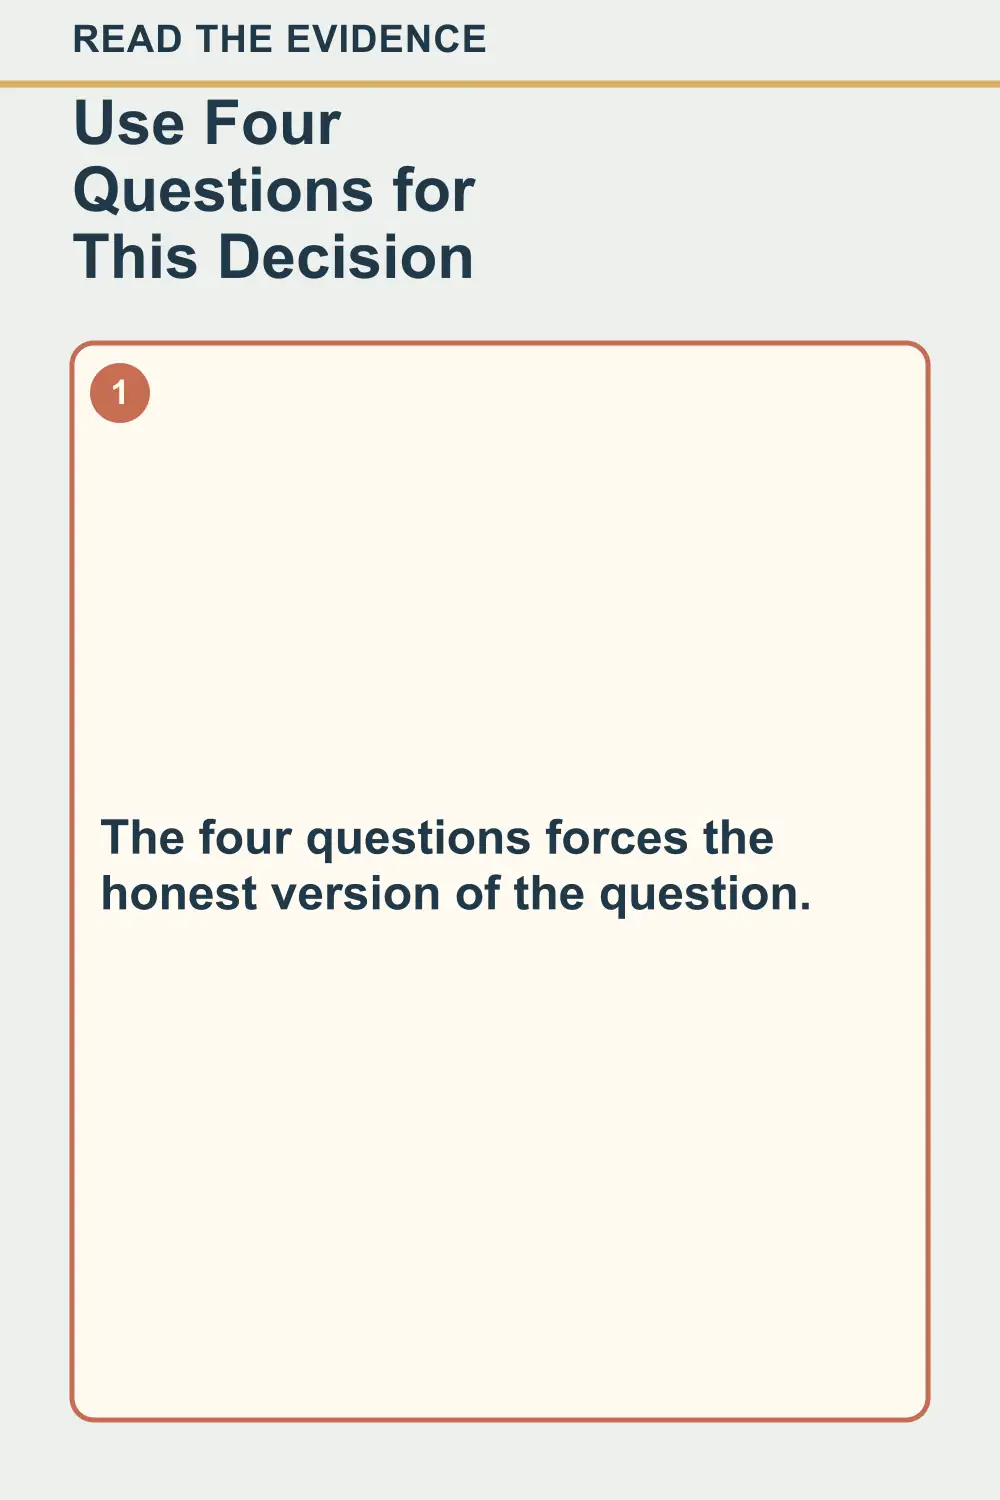 READ THE EVIDENCE
Use Four
Questions for
This Decision
1
The four questions forces the
honest version of the question.